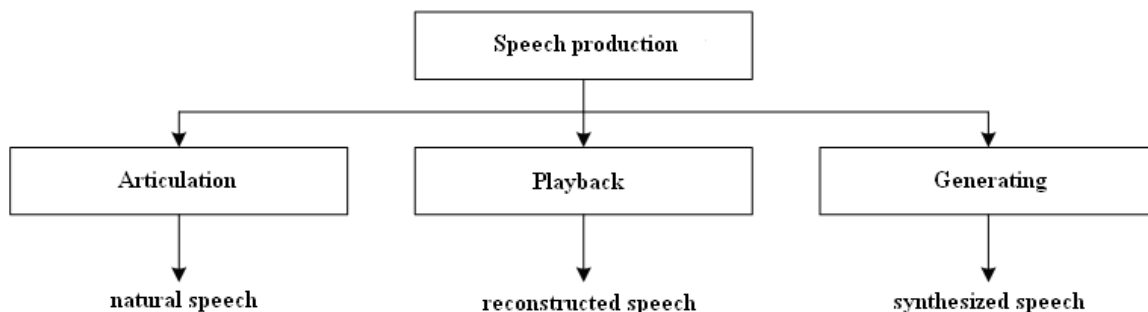 Speech production
Articulation
Playback
Generating
natural speech
reconstructed speech
synthesized speech